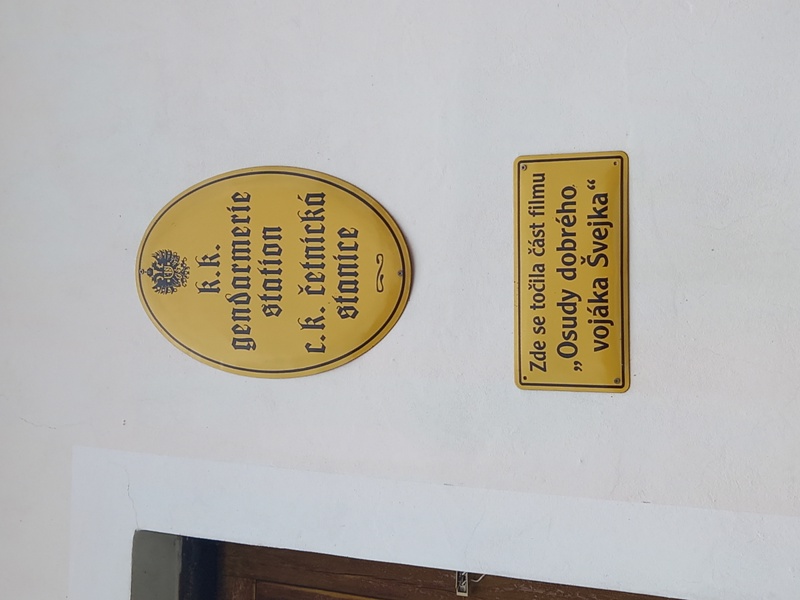 k.k.
gendarmerie
station
c.k. četnická
stanice
Zde se točila část filmu
„Osudy dobrého
vojáka Švejka“